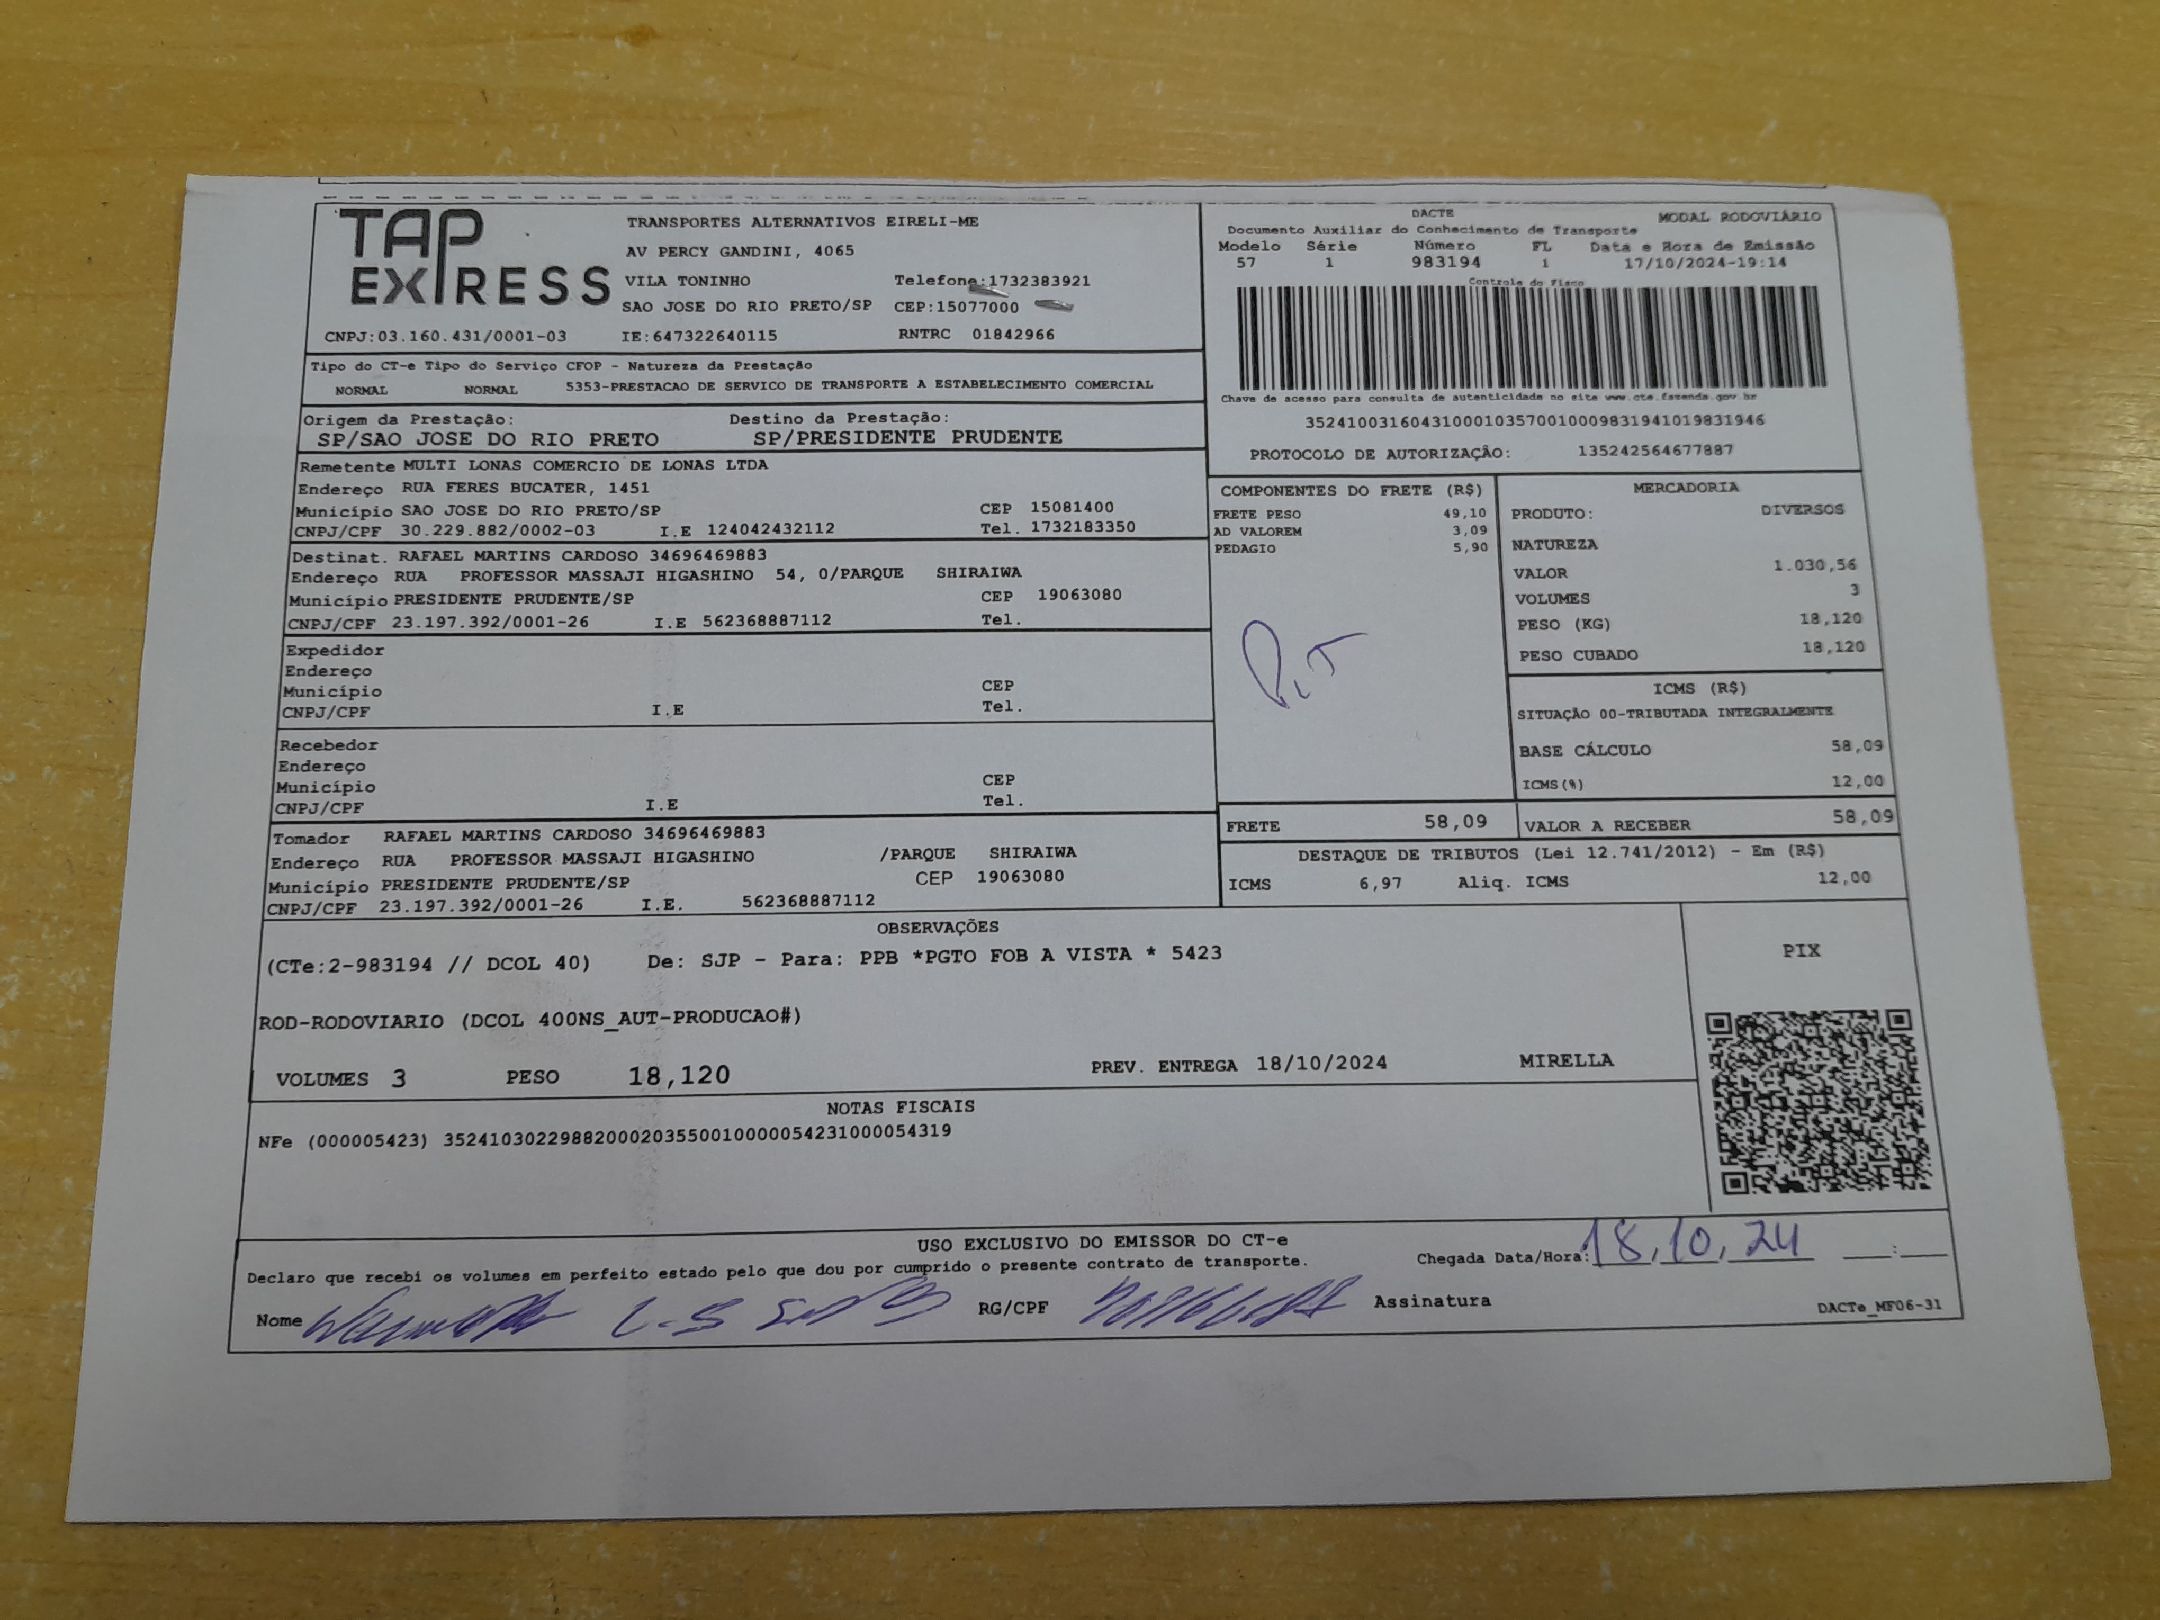 TAP
EXPRESS
TRANSPORTES ALTERNATIVOS EIRELI-ME
AV PERCY GANDINI, 4065
VILA TONINHO Telefone:1732383921
SAO JOSE DO RIO PRETO/SP CEP:15077000
CNPJ:03.160.431/0001-03 IE:647322640115 RNTRC 01842966
DACTE MODAL RODOVIÁRIO
Documento Auxiliar do Conhecimento de Transporte
Modelo Série Número FL Data e Hora de Emissão
57 1 983194 1 17/10/2024-19:14
Controle do Fisco
Chave de acesso para consulta de autenticidade no site www.cte.fazenda.gov.br
35241003160431000103570010009831941019831946
PROTOCOLO DE AUTORIZAÇÃO: 135242564677887
Tipo do CT-e Tipo do Serviço CFOP - Natureza da Prestação
NORMAL NORMAL 5353-PRESTACAO DE SERVICO DE TRANSPORTE A ESTABELECIMENTO COMERCIAL
Origem da Prestação: Destino da Prestação:
SP/SAO JOSE DO RIO PRETO SP/PRESIDENTE PRUDENTE
Remetente MULTI LONAS COMERCIO DE LONAS LTDA
Endereço RUA FERES BUCATER, 1451
Município SAO JOSE DO RIO PRETO/SP CEP 15081400
CNPJ/CPF 30.229.882/0002-03 I.E 124042432112 Tel. 1732183350
Destinat. RAFAEL MARTINS CARDOSO 34696469883
Endereço RUA PROFESSOR MASSAJI HIGASHINO 54, 0/PARQUE SHIRAIWA
Município PRESIDENTE PRUDENTE/SP CEP 19063080
CNPJ/CPF 23.197.392/0001-26 I.E 562368887112 Tel.
Expedidor
Endereço
Município CEP
CNPJ/CPF I.E Tel.
Recebedor
Endereço
Município CEP
CNPJ/CPF I.E Tel.
Tomador RAFAEL MARTINS CARDOSO 34696469883
Endereço RUA PROFESSOR MASSAJI HIGASHINO /PARQUE SHIRAIWA
Município PRESIDENTE PRUDENTE/SP CEP 19063080
CNPJ/CPF 23.197.392/0001-26 I.E. 562368887112
COMPONENTES DO FRETE (R$)
FRETE PESO 49,10
AD VALOREM 3,09
PEDAGIO 5,90
MERCADORIA
PRODUTO: DIVERSOS
NATUREZA
VALOR 1.030,56
VOLUMES 3
PESO (KG) 18,120
PESO CUBADO 18,120
ICMS (R$)
SITUAÇÃO 00-TRIBUTADA INTEGRALMENTE
BASE CÁLCULO 58,09
ICMS(%) 12,00
FRETE 58,09 VALOR A RECEBER 58,09
DESTAQUE DE TRIBUTOS (Lei 12.741/2012) - Em (R$)
ICMS 6,97 Aliq. ICMS 12,00
OBSERVAÇÕES
(CTe:2-983194 // DCOL 40) De: SJP - Para: PPB *PGTO FOB A VISTA * 5423
ROD-RODOVIARIO (DCOL 400NS_AUT-PRODUCAO#)
VOLUMES 3 PESO 18,120 PREV. ENTREGA 18/10/2024 MIRELLA
PIX
NOTAS FISCAIS
NFe (000005423) 35241030229882000203550010000054231000054319
USO EXCLUSIVO DO EMISSOR DO CT-e
Declaro que recebi os volumes em perfeito estado pelo que dou por cumprido o presente contrato de transporte.
Chegada Data/Hora: 18,10,24 :
Nome RG/CPF Assinatura
DACTe_MF06-31